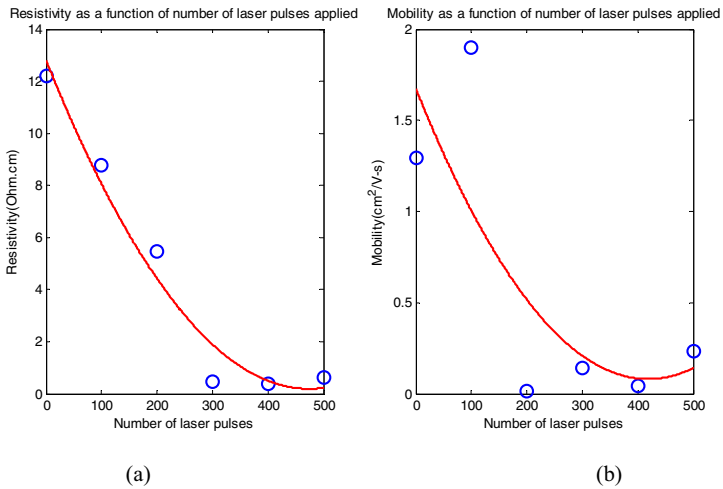 Resistivity as a function of number of laser pulses applied
14
12
10
8
6
4
2
0
Resistivity(Ohm.cm)
0 100 200 300 400 500
Number of laser pulses
(a)
Mobility as a function of number of laser pulses applied
2
1.5
1
0.5
0
Mobility(cm²/V-s)
0 100 200 300 400 500
Number of laser pulses
(b)